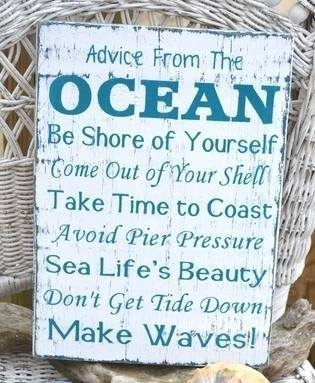 Advice From The
OCEAN
Be Shore of Yourself
Come Out of Your Shell
Take Time to Coast
Avoid Pier Pressure
Sea Life's Beauty
Don't Get Tide Down
Make Waves!